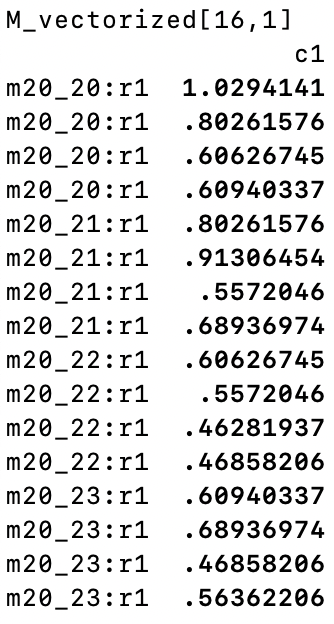 M_vectorized[16,1]
c1
m20_20:r1 1.0294141
m20_20:r1 .80261576
m20_20:r1 .60626745
m20_20:r1 .60940337
m20_21:r1 .80261576
m20_21:r1 .91306454
m20_21:r1 .5572046
m20_21:r1 .68936974
m20_22:r1 .60626745
m20_22:r1 .5572046
m20_22:r1 .46281937
m20_22:r1 .46858206
m20_23:r1 .60940337
m20_23:r1 .68936974
m20_23:r1 .46858206
m20_23:r1 .56362206